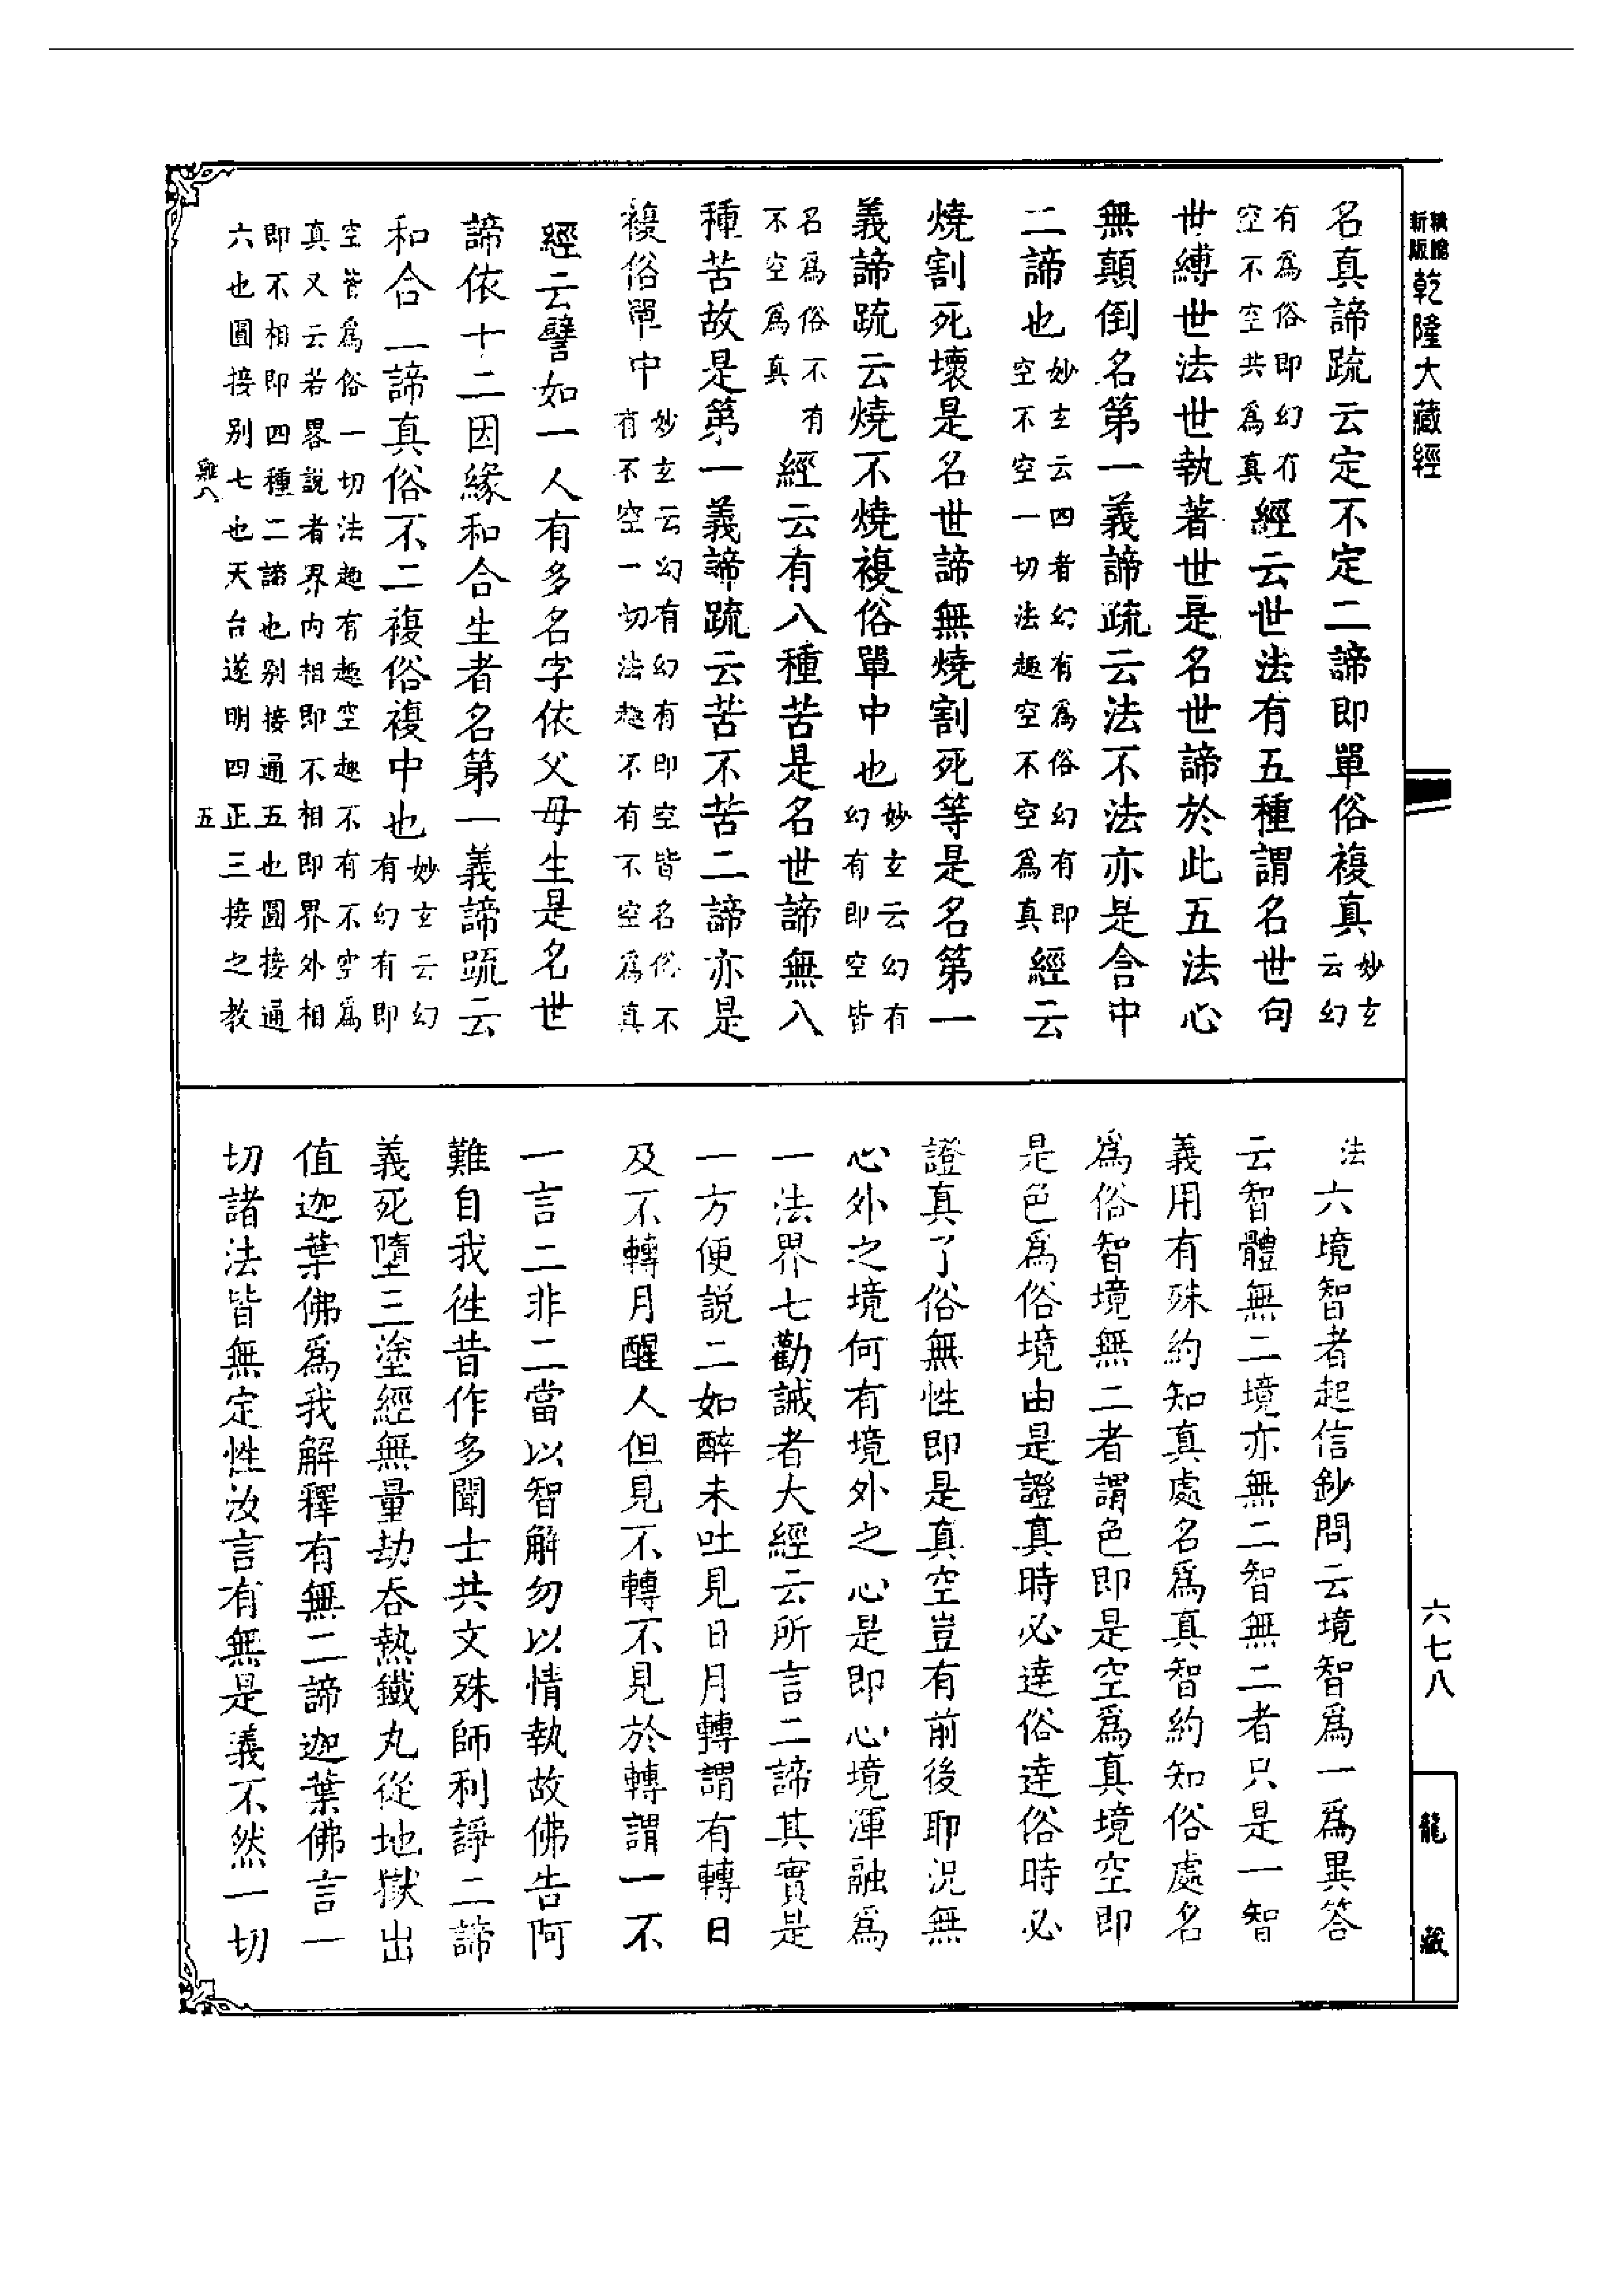 新版乾隆大藏經
名真諦疏云定不定二諦即單俗複真妙玄云幻
有爲俗即幻有空不空共爲真經云世法有五種謂名世句
世縛世法世執著世是名世諦於此五法心
無顛倒名第一義諦疏云法不法亦是含中
二諦也妙玄云四者幻有爲俗幻有即空不空一切法趣空不空爲真經云
燒割死壞是名世諦無燒割死等是名第一
義諦疏云燒不燒複俗單中也妙玄云幻有幻有即空皆
名爲俗不有不空爲真經云有八種苦是名世諦無八
種苦故是第一義諦疏云苦不苦二諦亦是
複俗單中妙玄云幻有幻有即空皆名俗不有不空一切法趣不有不空爲真
經云譬如一人有多名字依父母生是名世
諦依十二因緣和合生者名第一義諦疏云
和合一諦真俗不二複俗複中也妙玄云幻有幻有即
空皆爲俗一切法趣有趣空趣不有不空爲
真又云若畧說者界内相即不相即界外相
即不相即四種二諦也别接通五也圓接通
六也圓接别七也天台遂明四正三接之教
五
法六境智者起信鈔問云境智爲一爲異答
云智體無二境亦無二智無二者只是一智
義用有殊約知真處名爲真智約知俗處名
爲俗智境無二者謂色即是空爲真境空即
是色爲俗境由是證真時必達俗達俗時必
證真了俗無性即是真空豈有前後耶況無
心外之境何有境外之心是即心境渾融爲
一法界七勸誡者大經云所言二諦其實是
一方便説二如醉未吐見日月轉謂有轉日
及不轉月醒人但見不轉不見於轉謂一不
一言二非二當以智解勿以情執故佛告阿
難自我徃昔作多聞士共文殊師利諍二諦
義死墮三塗經無量劫吞熱鐵丸從地獄出
值迦葉佛爲我解釋有無二諦迦葉佛言一
切諸法皆無定性汝言有無是義不然一切
六七八
龍藏